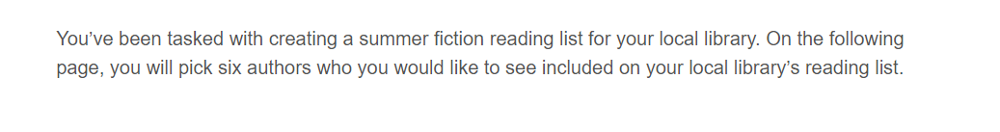 You’ve been tasked with creating a summer fiction reading list for your local library. On the following
page, you will pick six authors who you would like to see included on your local library’s reading list.